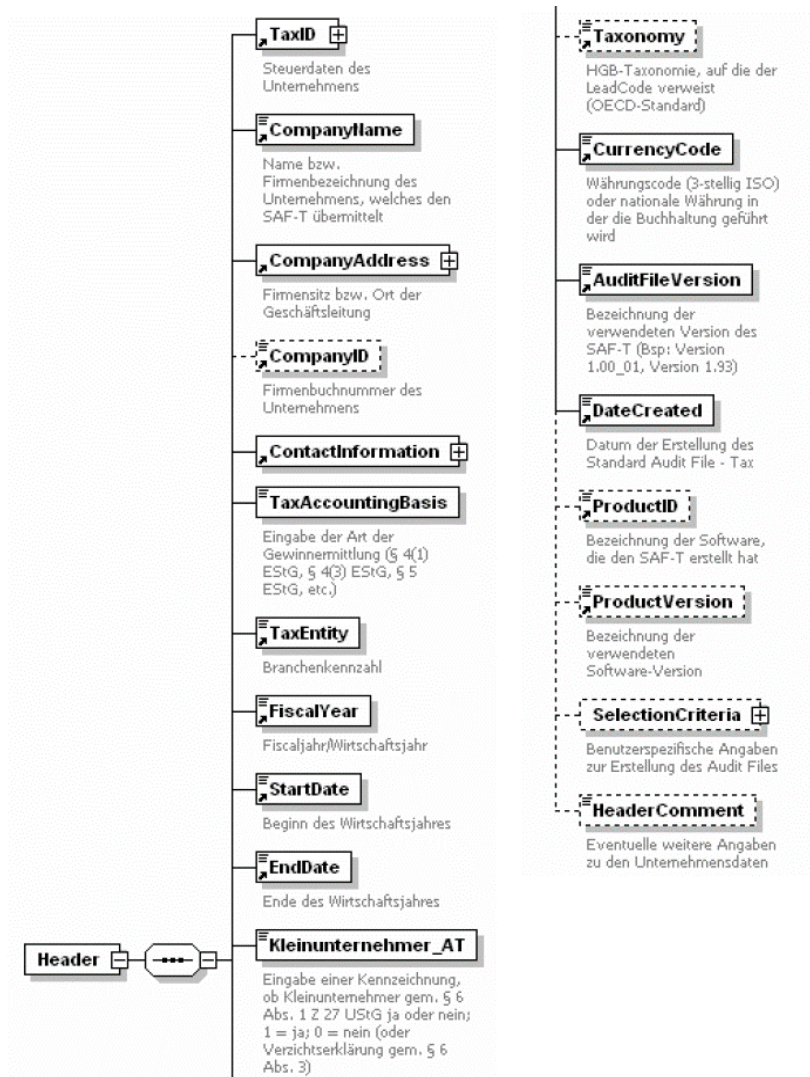 TaxID
Steuerdaten des
Unternehmens
CompanyName
Name bzw.
Firmenbezeichnung des
Unternehmens, welches den
SAF-T übermittelt
CompanyAddress
Firmensitz bzw. Ort der
Geschäftsleitung
CompanyID
Firmenbuchnummer des
Unternehmens
ContactInformation
TaxAccountingBasis
Eingabe der Art der
Gewinnermittlung (§ 4(1)
EStG, § 4(3) EStG, § 5
EStG, etc.)
TaxEntity
Branchenkennzahl
FiscalYear
Fiscaljahr/Wirtschaftsjahr
StartDate
Beginn des Wirtschaftsjahres
EndDate
Ende des Wirtschaftsjahres
Header
Kleinunternehmer_AT
Eingabe einer Kennzeichnung,
ob Kleinunternehmer gem. § 6
Abs. 1 Z 27 UStG ja oder nein;
1 = ja; 0 = nein (oder
Verzichtserklärung gem. § 6
Abs. 3)
Taxonomy
HGB-Taxonomie, auf die der
LeadCode verweist
(OECD-Standard)
CurrencyCode
Währungscode (3-stellig ISO)
oder nationale Währung in
der die Buchhaltung geführt
wird
AuditFileVersion
Bezeichnung der
verwendeten Version des
SAF-T (Bsp: Version
1.00_01, Version 1.93)
DateCreated
Datum der Erstellung des
Standard Audit File - Tax
ProductID
Bezeichnung der Software,
die den SAF-T erstellt hat
ProductVersion
Bezeichnung der
verwendeten
Software-Version
SelectionCriteria
Benutzerspezifische Angaben
zur Erstellung des Audit Files
HeaderComment
Eventuelle weitere Angaben
zu den Unternehmensdaten